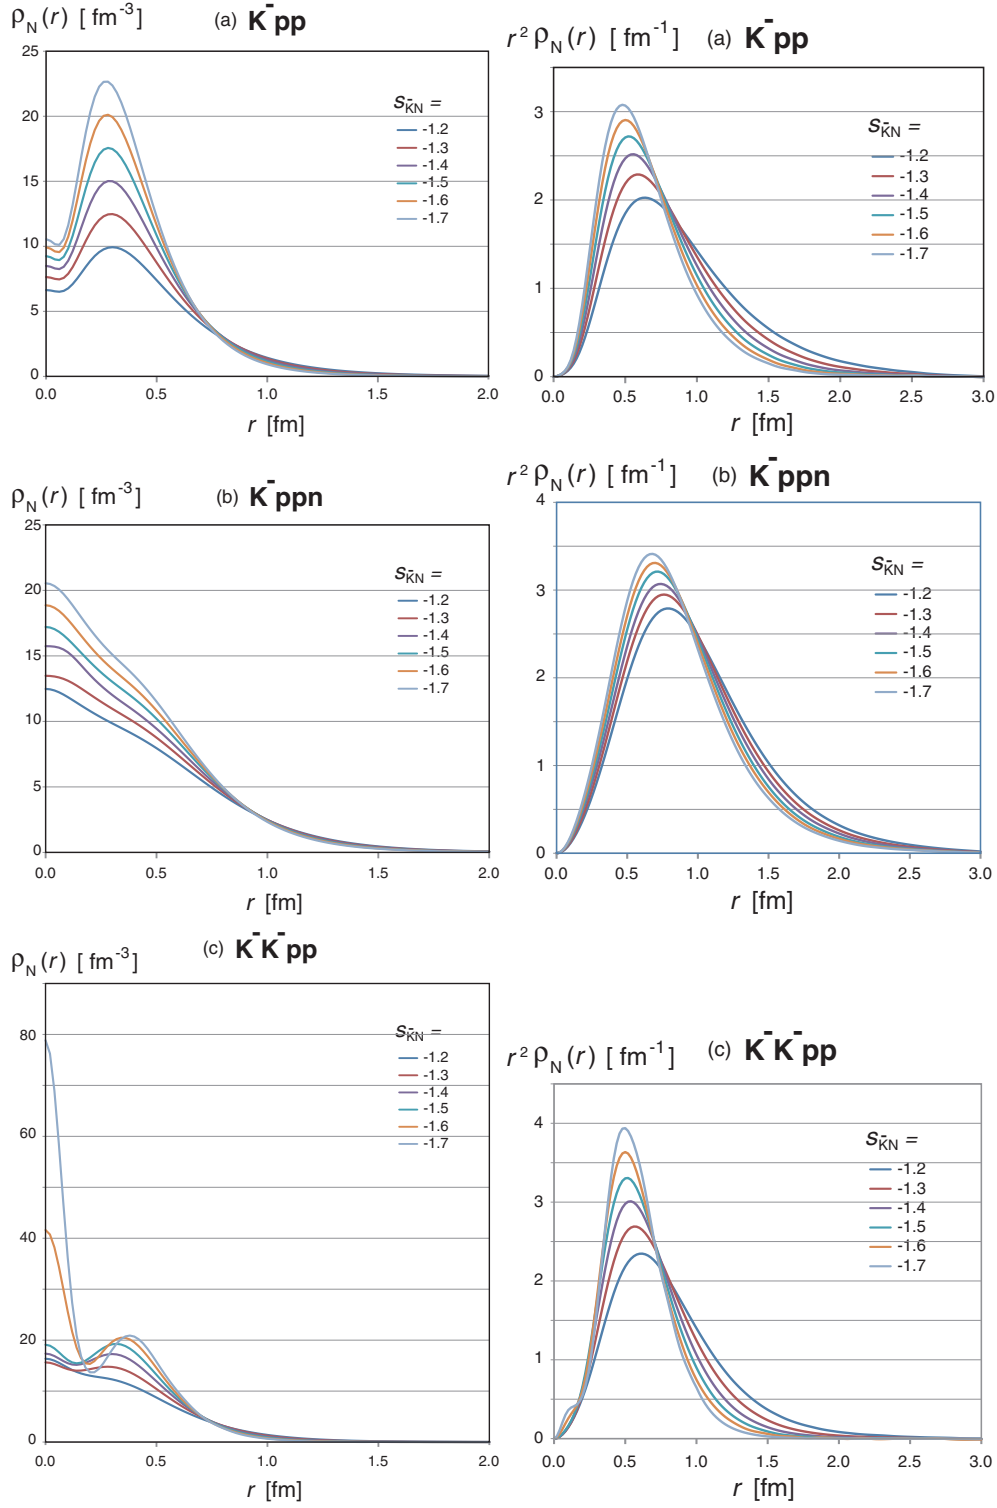 ρN(r) [ fm-3] (a) K-pp
25
20
15
10
5
0
0.0 0.5 1.0 1.5 2.0
r [fm]
SK̄N =
-1.2
-1.3
-1.4
-1.5
-1.6
-1.7
r2 ρN(r) [ fm-1] (a) K-pp
3
2
1
0
0.0 0.5 1.0 1.5 2.0 2.5 3.0
r [fm]
SK̄N =
-1.2
-1.3
-1.4
-1.5
-1.6
-1.7
ρN(r) [ fm-3] (b) K-ppn
25
20
15
10
5
0
0.0 0.5 1.0 1.5 2.0
r [fm]
SK̄N =
-1.2
-1.3
-1.4
-1.5
-1.6
-1.7
r2 ρN(r) [ fm-1] (b) K-ppn
4
3
2
1
0
0.0 0.5 1.0 1.5 2.0 2.5 3.0
r [fm]
SK̄N =
-1.2
-1.3
-1.4
-1.5
-1.6
-1.7
ρN(r) [ fm-3] (c) K-K-pp
80
60
40
20
0
0.0 0.5 1.0 1.5 2.0
r [fm]
SK̄N =
-1.2
-1.3
-1.4
-1.5
-1.6
-1.7
r2 ρN(r) [ fm-1] (c) K-K-pp
4
3
2
1
0
0.0 0.5 1.0 1.5 2.0 2.5 3.0
r [fm]
SK̄N =
-1.2
-1.3
-1.4
-1.5
-1.6
-1.7